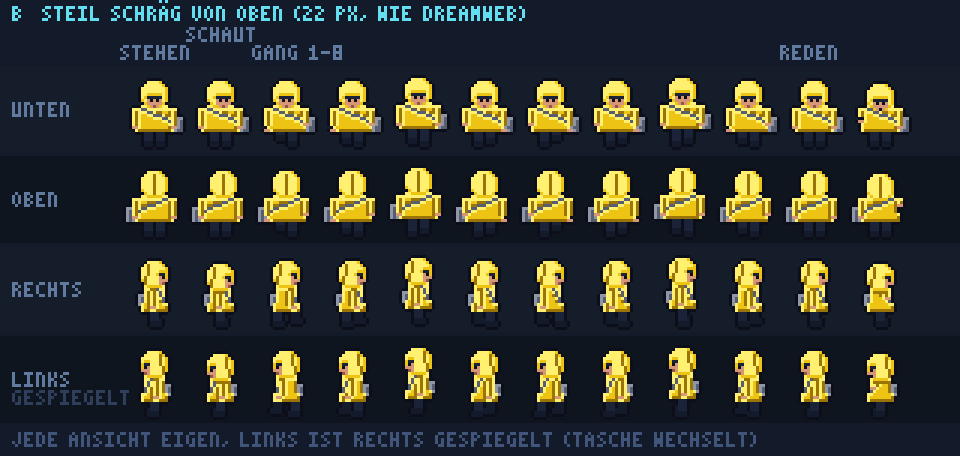 B STEIL SCHRÄG VON OBEN (22 PX, WIE DREAMWEB)
SCHAUT
STEHEN GANG 1-8 REDEN
UNTEN
OBEN
RECHTS
LINKS
GESPIEGELT
JEDE ANSICHT EIGEN, LINKS IST RECHTS GESPIEGELT (TASCHE WECHSELT)